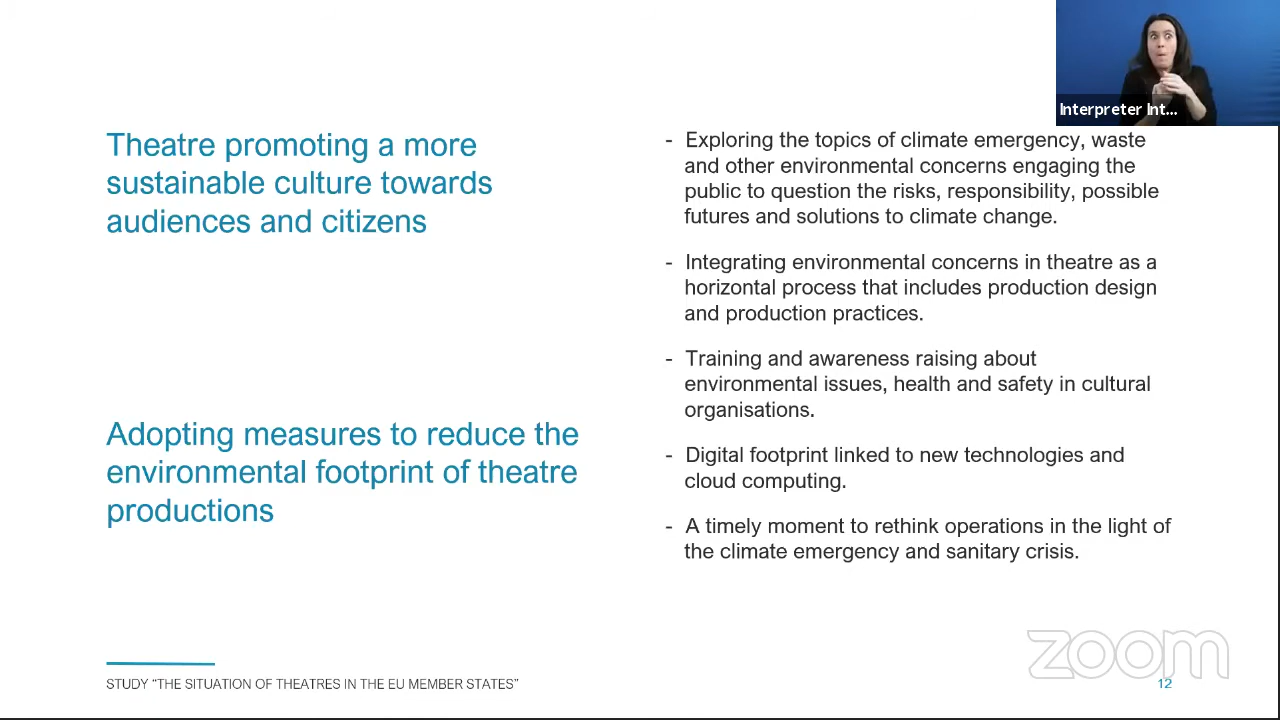 Interpreter Int...
Theatre promoting a more
sustainable culture towards
audiences and citizens
Adopting measures to reduce the
environmental footprint of theatre
productions
- Exploring the topics of climate emergency, waste
and other environmental concerns engaging the
public to question the risks, responsibility, possible
futures and solutions to climate change.
- Integrating environmental concerns in theatre as a
horizontal process that includes production design
and production practices.
- Training and awareness raising about
environmental issues, health and safety in cultural
organisations.
- Digital footprint linked to new technologies and
cloud computing.
- A timely moment to rethink operations in the light of
the climate emergency and sanitary crisis.
zoom
STUDY “THE SITUATION OF THEATRES IN THE EU MEMBER STATES”
12